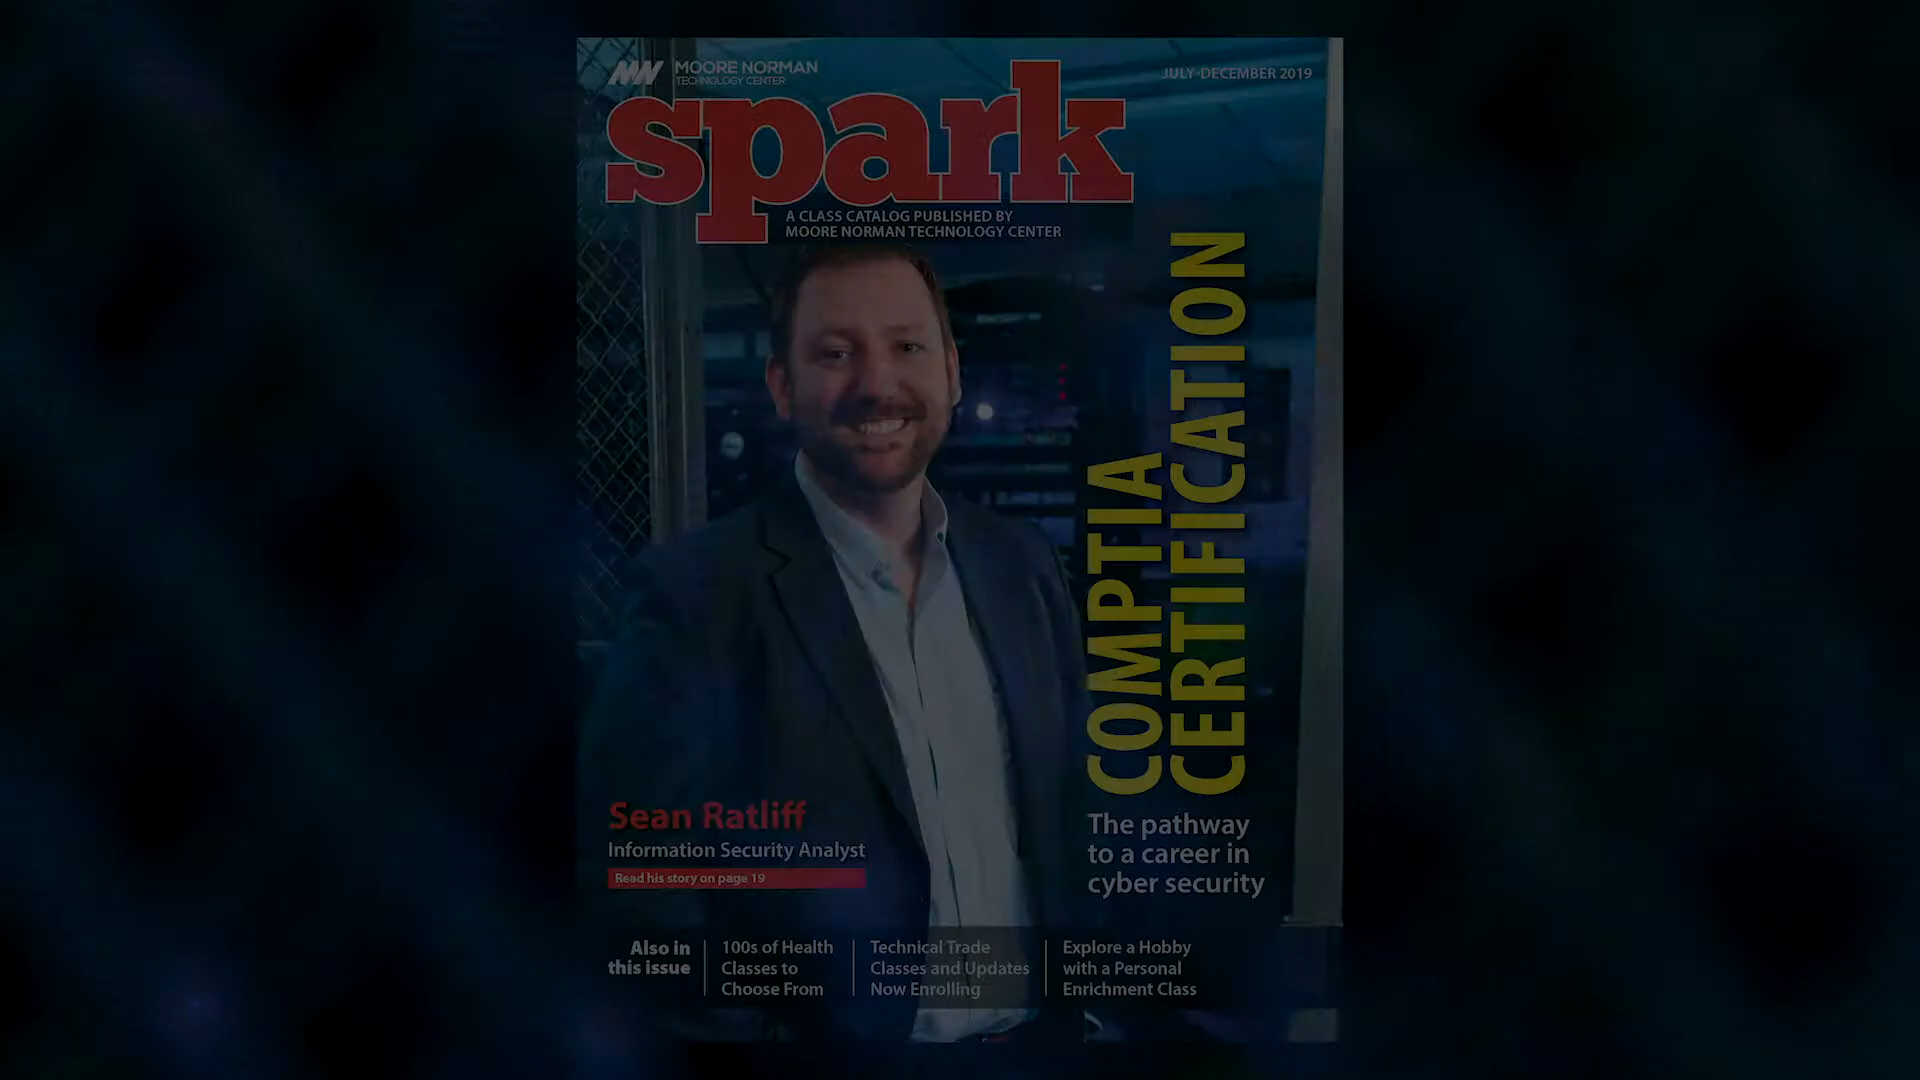 MOORE NORMAN
TECHNOLOGY CENTER
JULY-DECEMBER 2019
spark
A CLASS CATALOG PUBLISHED BY
MOORE NORMAN TECHNOLOGY CENTER
COMPTIA
CERTIFICATION
The pathway
to a career in
cyber security
Sean Ratliff
Information Security Analyst
Read his story on page 19
Also in
this issue
100s of Health
Classes to
Choose From
Technical Trade
Classes and Updates
Now Enrolling
Explore a Hobby
with a Personal
Enrichment Class